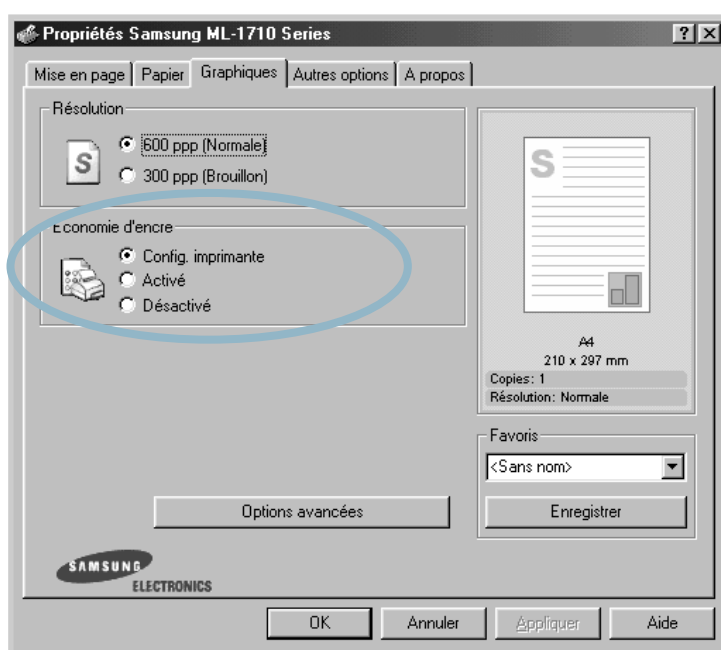 Propriétés Samsung ML-1710 Series
Mise en page Papier Graphiques Autres options A propos
Résolution
600 ppp (Normale)
300 ppp (Brouillon)
Economie d'encre
Config. imprimante
Activé
Désactivé
S
S
A4
210 x 297 mm
Copies: 1
Résolution: Normale
Favoris
<Sans nom>
Options avancées
Enregistrer
SAMSUNG
ELECTRONICS
OK Annuler Appliquer Aide